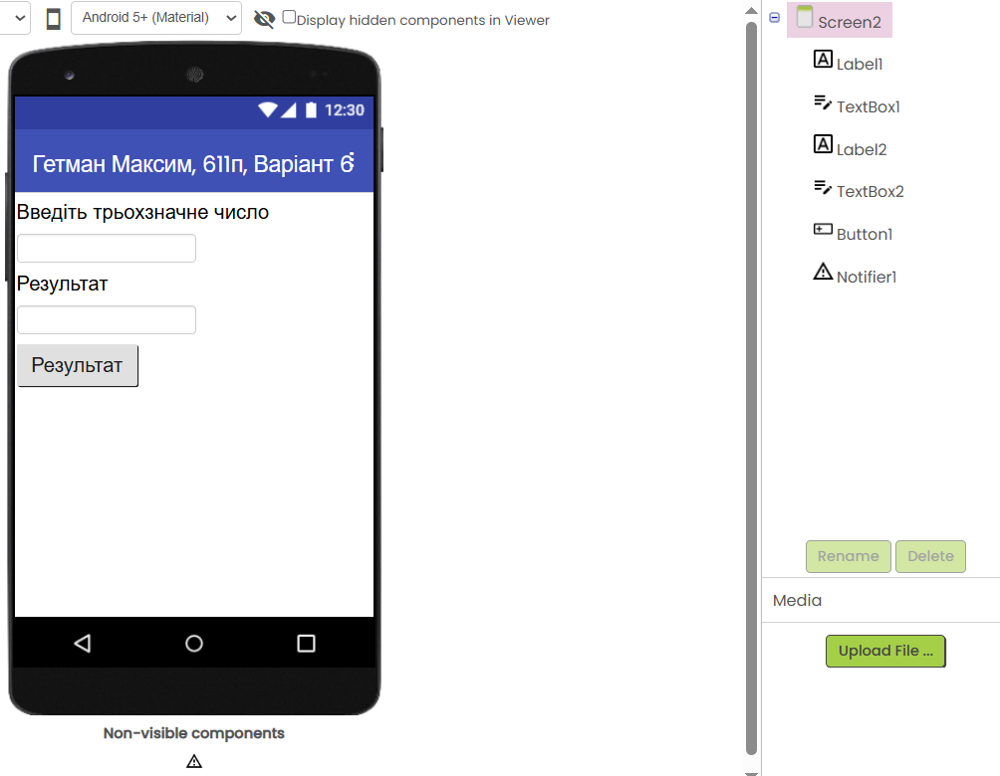 Android 5+ (Material)
Display hidden components in Viewer
12:30
Гетман Максим, 611п, Варіант 6
Введіть трьохзначне число
Результат
Результат
Non-visible components
Screen2
Label1
TextBox1
Label2
TextBox2
Button1
Notifier1
Rename
Delete
Media
Upload File ...